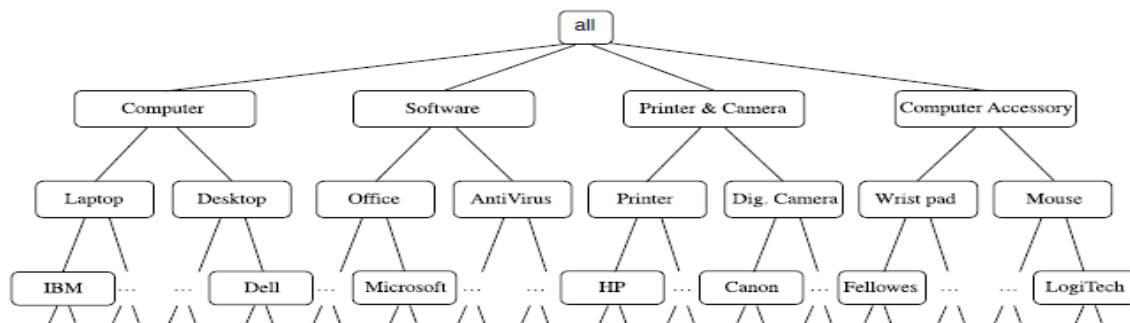 all
Computer
Software
Printer & Camera
Computer Accessory
Laptop
Desktop
Office
AntiVirus
Printer
Dig. Camera
Wrist pad
Mouse
IBM
...
...
Dell
...
Microsoft
...
...
HP
...
Canon
...
Fellowes
...
...
LogiTech